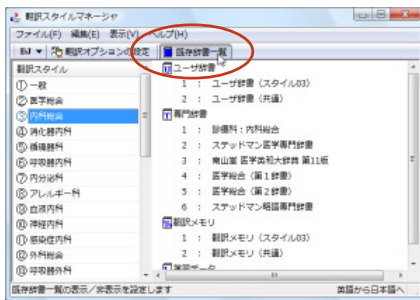 翻訳スタイルマネージャ
ファイル(F) 編集(E) 表示(V) ヘルプ(H)
EJ ▼ 翻訳オプションの設定 既存辞書一覧
翻訳スタイル
① 一般
② 医学総合
③ 内科総合
④ 消化器内科
⑤ 循環器科
⑥ 呼吸器内科
⑦ 内分泌科
⑧ アレルギー科
⑨ 血液内科
⑩ 神経内科
⑪ 感染症内科
⑫ 外科総合
⑬ 呼吸器外科
ユーザ辞書
1 : ユーザ辞書（スタイル03）
2 : ユーザ辞書（共通）
専門辞書
1 : 診療科：内科総合
2 : ステッドマン医学専門辞書
3 : 南山堂 医学英和大辞典 第11版
4 : 医学総合（第１辞書）
5 : 医学総合（第２辞書）
6 : ステッドマン略語専門辞書
翻訳メモリ
1 : 翻訳メモリ（スタイル03）
2 : 翻訳メモリ（共通）
学習データ
既存辞書一覧の表示／非表示を設定します 英語から日本語へ